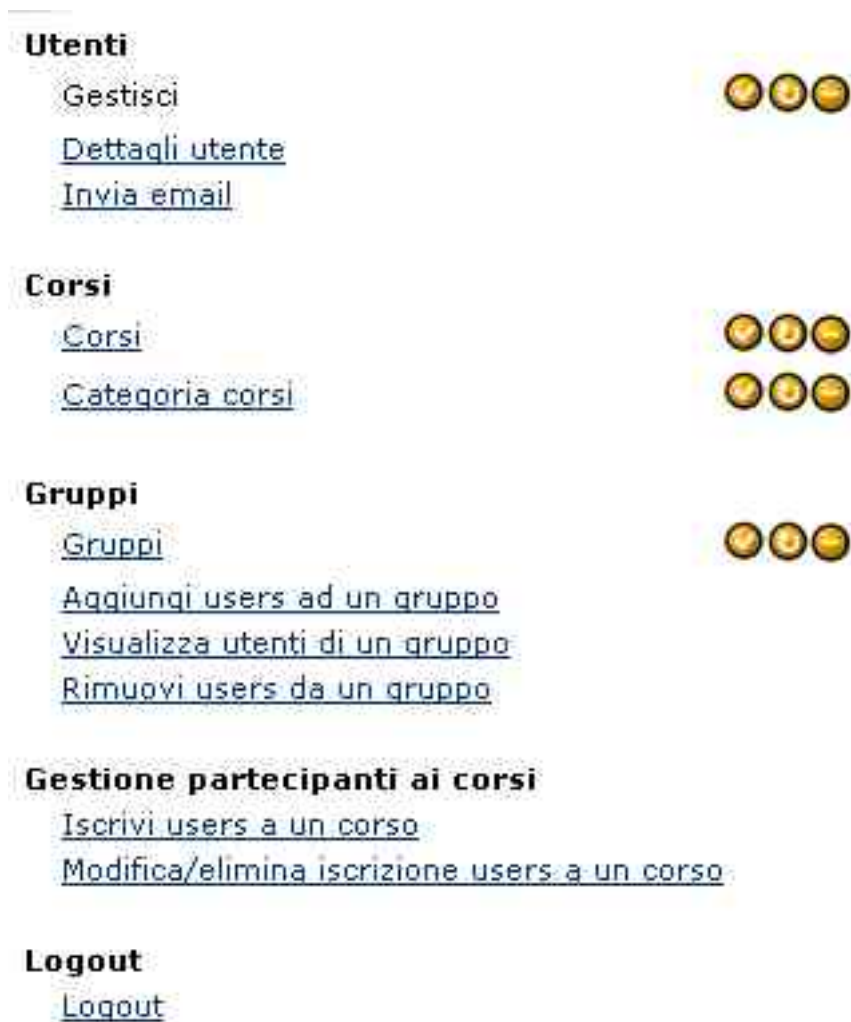 Utenti
Gestisci
Dettagli utente
Invia email
Corsi
Corsi
Categoria corsi
Gruppi
Gruppi
Aggiungi users ad un gruppo
Visualizza utenti di un gruppo
Rimuovi users da un gruppo
Gestione partecipanti ai corsi
Iscrivi users a un corso
Modifica/elimina iscrizione users a un corso
Logout
Logout